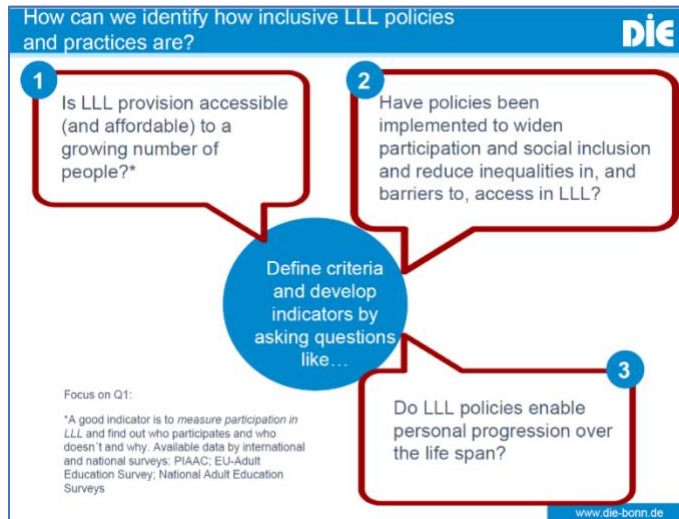 How can we identify how inclusive LLL policies
and practices are?
DIE
1
Is LLL provision accessible
(and affordable) to a
growing number of
people?*
2
Have policies been
implemented to widen
participation and social inclusion
and reduce inequalities in, and
barriers to, access in LLL?
Define criteria
and develop
indicators by
asking questions
like…
3
Do LLL policies enable
personal progression over
the life span?
Focus on Q1:
*A good indicator is to measure participation in
LLL and find out who participates and who
doesn´t and why. Available data by international
and national surveys: PIAAC; EU-Adult
Education Survey; National Adult Education
Surveys
www.die-bonn.de